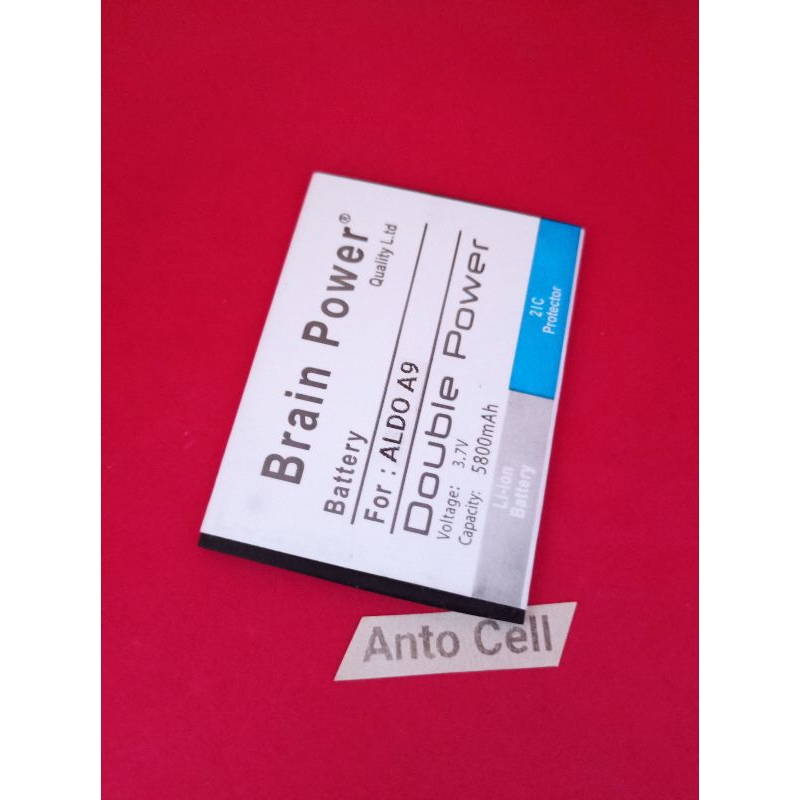 Brain Power®
Quality L.td
Battery
For : ALDO A9
Double Power
Voltage: 3.7V
Capacity: 5800mAh
2IC
Protector
Li-ion
Battery
Anto Cell